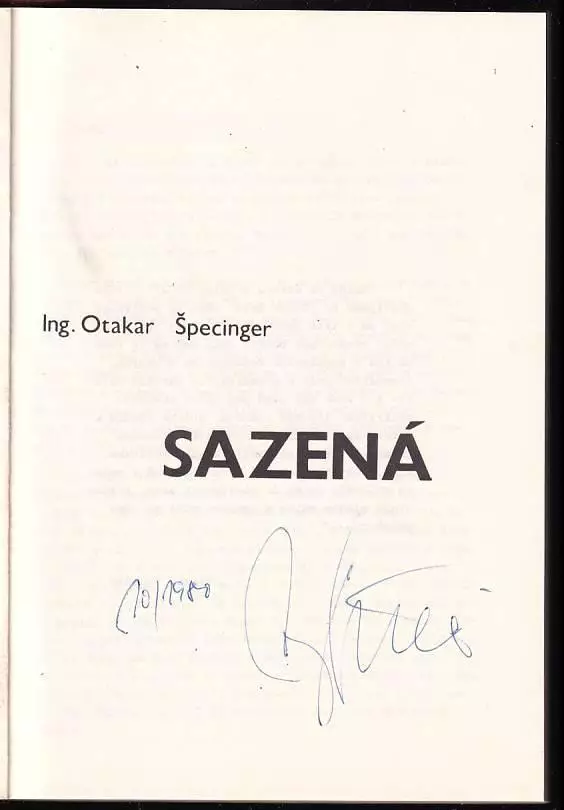 Ing. Otakar Špecinger
SAZENÁ
10/1980